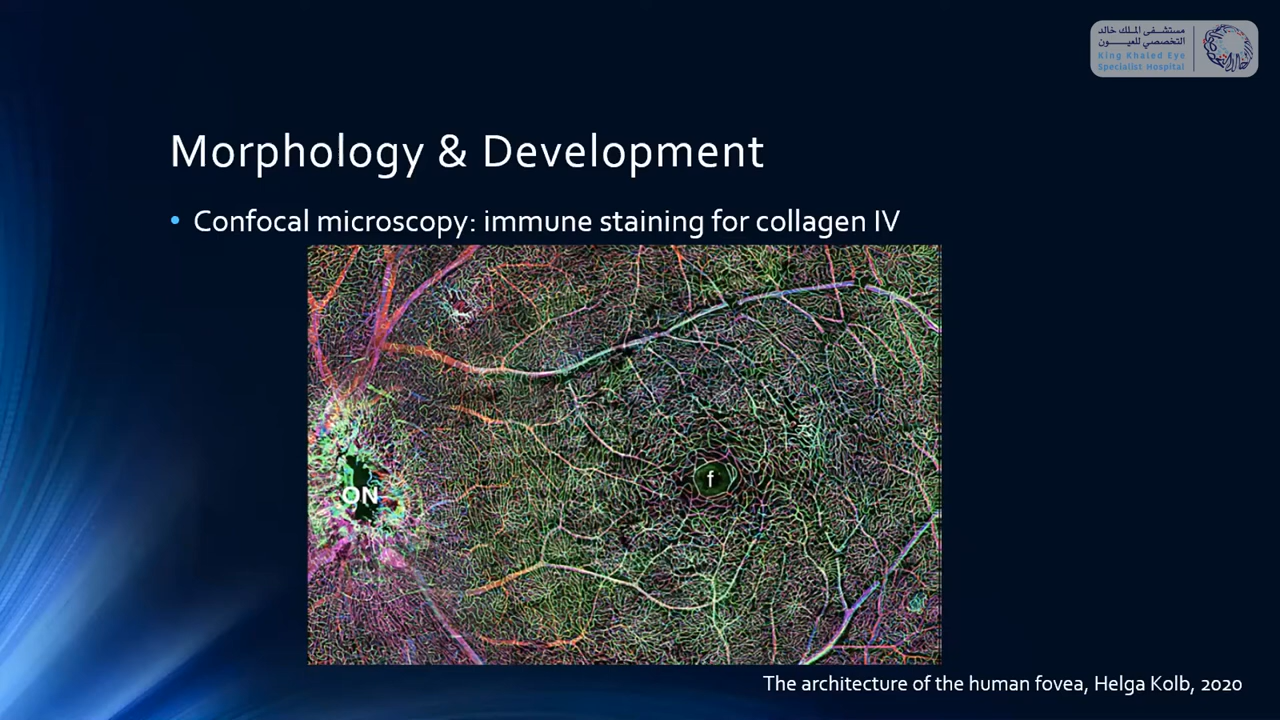 مستشفى الملك خالد
التخصصي للعيون
King Khaled Eye
Specialist Hospital
Morphology & Development
• Confocal microscopy: immune staining for collagen IV
ON
f
The architecture of the human fovea, Helga Kolb, 2020